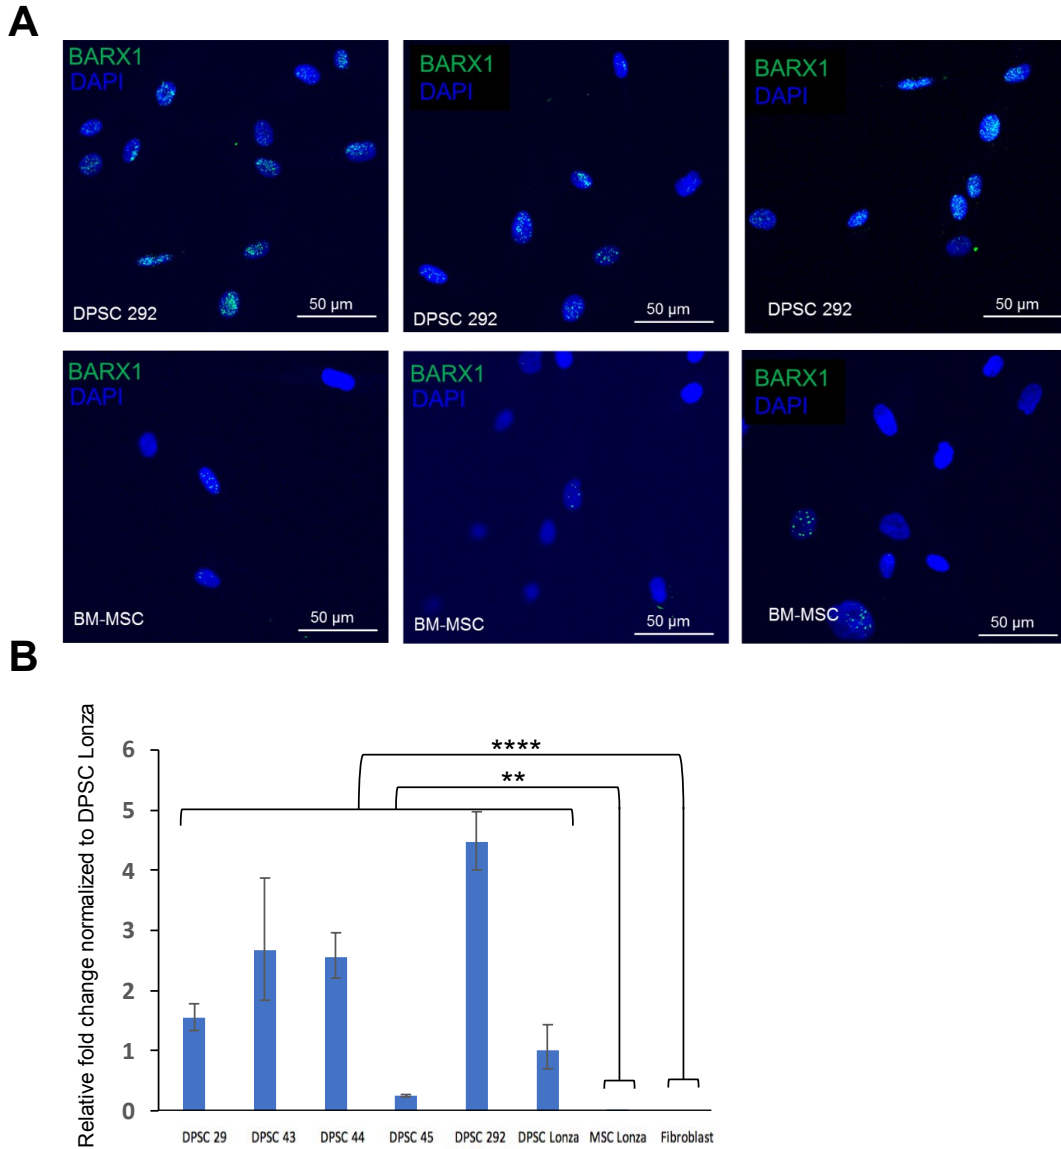 A
BARX1
DAPI
DPSC 292
50 µm
BARX1
DAPI
DPSC 292
50 µm
BARX1
DAPI
DPSC 292
50 µm
BARX1
DAPI
BM-MSC
50 µm
BARX1
DAPI
BM-MSC
50 µm
BARX1
DAPI
BM-MSC
50 µm
B
Relative fold change normalized to DPSC Lonza
6
5
4
3
2
1
0
****
**
DPSC 29 DPSC 43 DPSC 44 DPSC 45 DPSC 292 DPSC Lonza MSC Lonza Fibroblast